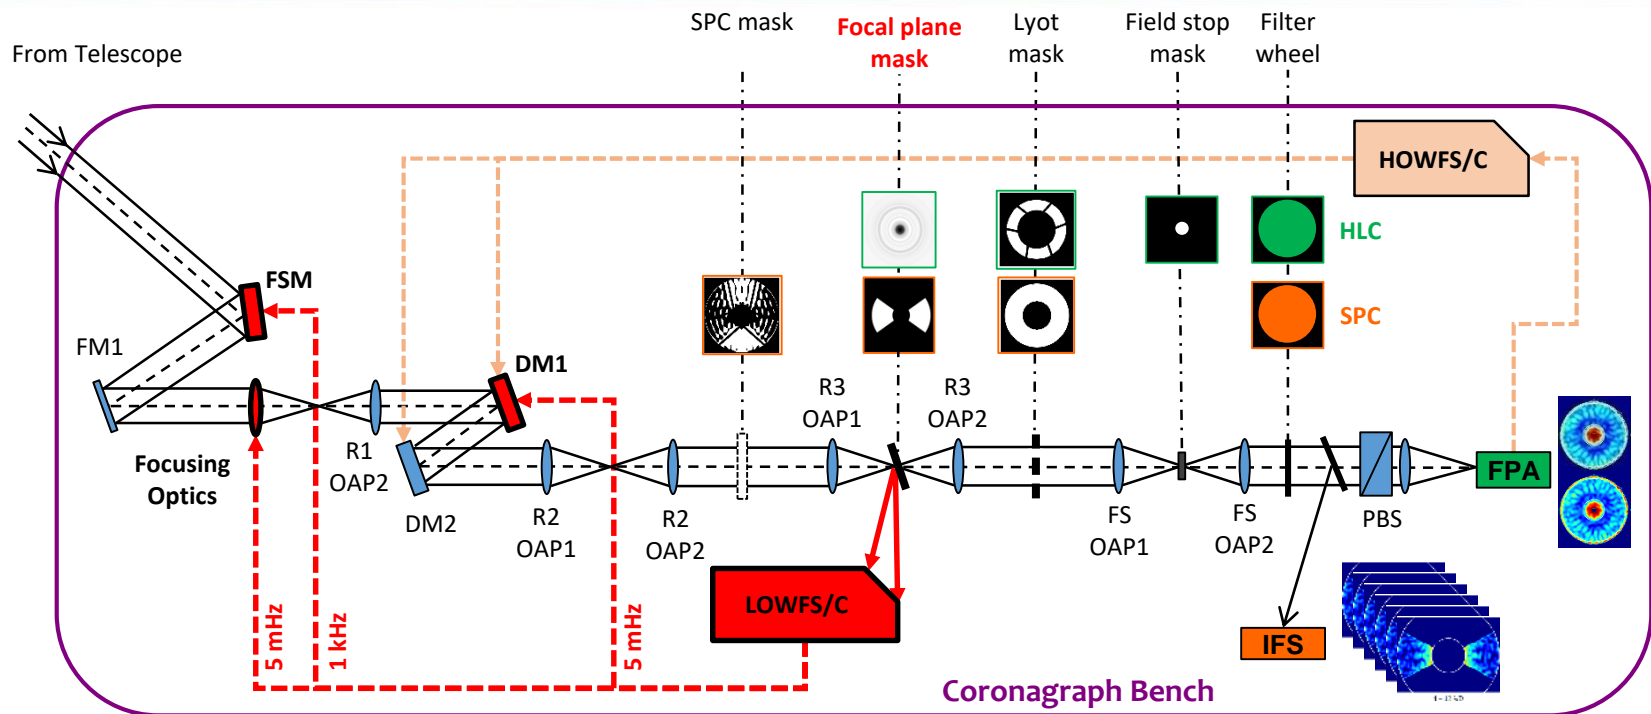 From Telescope
SPC mask
Focal plane
mask
Lyot
mask
Field stop
mask
Filter
wheel
HOWFS/C
HLC
SPC
FSM
FM1
DM1
R1
OAP2
Focusing
Optics
DM2
R2
OAP1
R2
OAP2
R3
OAP1
R3
OAP2
FS
OAP1
FS
OAP2
PBS
FPA
LOWFS/C
IFS
5 mHz
1 kHz
5 mHz
Coronagraph Bench